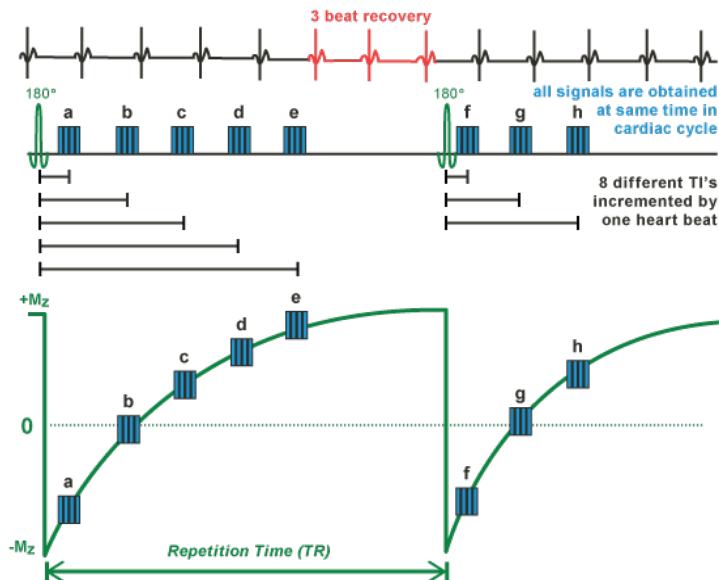 3 beat recovery
180°
a
b
c
d
e
180°
f
g
h
all signals are obtained
at same time in
cardiac cycle
8 different TI's
incremented by
one heart beat
+Mz
0
-Mz
a
b
c
d
e
f
g
h
Repetition Time (TR)